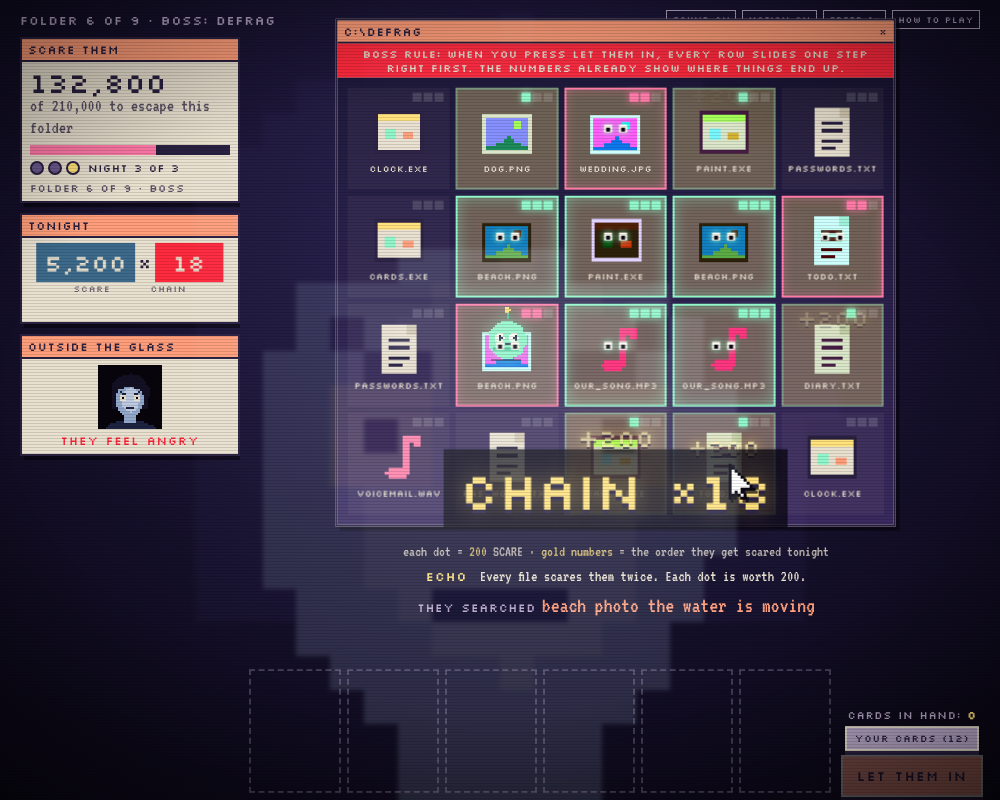 FOLDER 6 OF 9 · BOSS: DEFRAG
HOW TO PLAY
SCARE THEM
132,800
of 210,000 to escape this
folder
NIGHT 3 OF 3
FOLDER 6 OF 9 · BOSS
TONIGHT
5,200 x 18
SCARE CHAIN
OUTSIDE THE GLASS
THEY FEEL ANGRY
C:\DEFRAG ×
BOSS RULE: WHEN YOU PRESS LET THEM IN, EVERY ROW SLIDES ONE STEP
RIGHT FIRST. THE NUMBERS ALREADY SHOW WHERE THINGS END UP.
CLOCK.EXE DOG.PNG WEDDING.JPG PAINT.EXE PASSWORDS.TXT
CARDS.EXE BEACH.PNG PAINT.EXE BEACH.PNG TODO.TXT
+200
PASSWORDS.TXT BEACH.PNG OUR_SONG.MP3 OUR_SONG.MP3 DIARY.TXT
+200 +200
VOICEMAIL.WAV CLOCK.EXE
CHAIN ×18
each dot = 200 SCARE · gold numbers = the order they get scared tonight
ECHO Every file scares them twice. Each dot is worth 200.
THEY SEARCHED beach photo the water is moving
CARDS IN HAND: 0
YOUR CARDS (12)
LET THEM IN